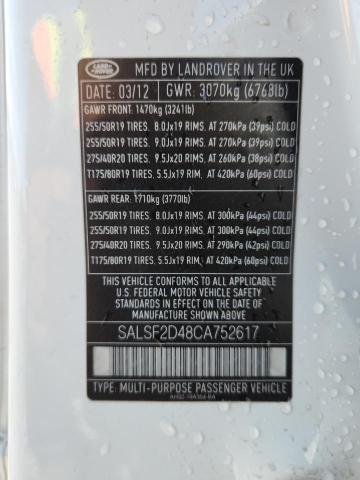 LAND ROVER
MFD BY LANDROVER IN THE UK
DATE: 03/12 GWR: 3070kg (6768lb)
GAWR FRONT: 1470kg (3241lb)
255/50R19 TIRES. 8.0Jx19 RIMS. AT 270kPa (39psi) COLD
255/50R19 TIRES. 9.0Jx19 RIMS. AT 270kPa (39psi) COLD
275/40R20 TIRES. 9.5Jx20 RIMS. AT 260kPa (38psi) COLD
T175/80R19 TIRES. 5.5Jx19 RIM. AT 420kPa (60psi) COLD
GAWR REAR: 1710kg (3770lb)
255/50R19 TIRES. 8.0Jx19 RIMS. AT 300kPa (44psi) COLD
255/50R19 TIRES. 9.0Jx19 RIMS. AT 300kPa (44psi) COLD
275/40R20 TIRES. 9.5Jx20 RIMS. AT 290kPa (42psi) COLD
T175/80R19 TIRES. 5.5Jx19 RIM. AT 420kPa (60psi) COLD
THIS VEHICLE CONFORMS TO ALL APPLICABLE
U.S. FEDERAL MOTOR VEHICLE SAFETY
STANDARDS IN EFFECT ON THE DATE OF
MANUFACTURE SHOWN ABOVE
SALSF2D48CA752617
TYPE: MULTI-PURPOSE PASSENGER VEHICLE